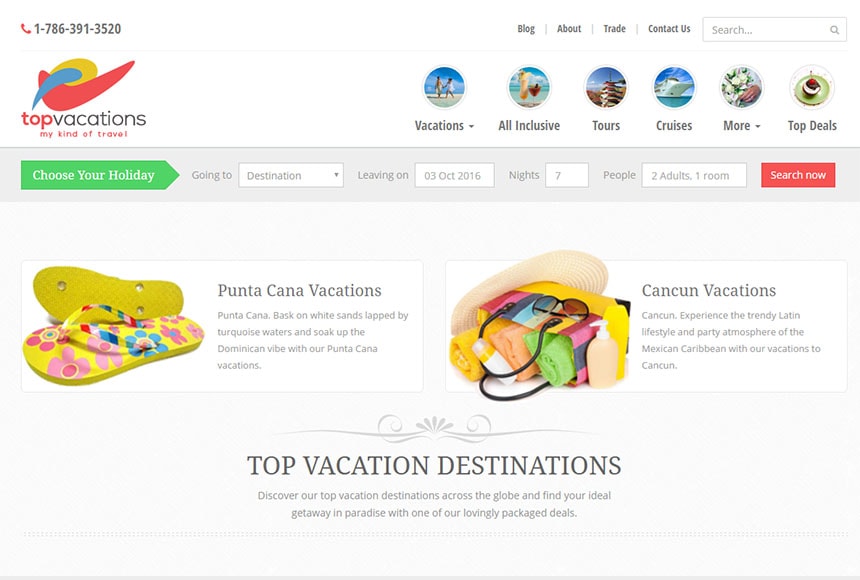 1-786-391-3520
Blog | About | Trade | Contact Us
Search...
topvacations
my kind of travel
Vacations
All Inclusive
Tours
Cruises
More
Top Deals
Choose Your Holiday
Going to
Destination
Leaving on
03 Oct 2016
Nights
7
People
2 Adults, 1 room
Search now
Punta Cana Vacations
Punta Cana. Bask on white sands lapped by
turquoise waters and soak up the
Dominican vibe with our Punta Cana
vacations.
Cancun Vacations
Cancun. Experience the trendy Latin
lifestyle and party atmosphere of the
Mexican Caribbean with our vacations to
Cancun.
TOP VACATION DESTINATIONS
Discover our top vacation destinations across the globe and find your ideal
getaway in paradise with one of our lovingly packaged deals.